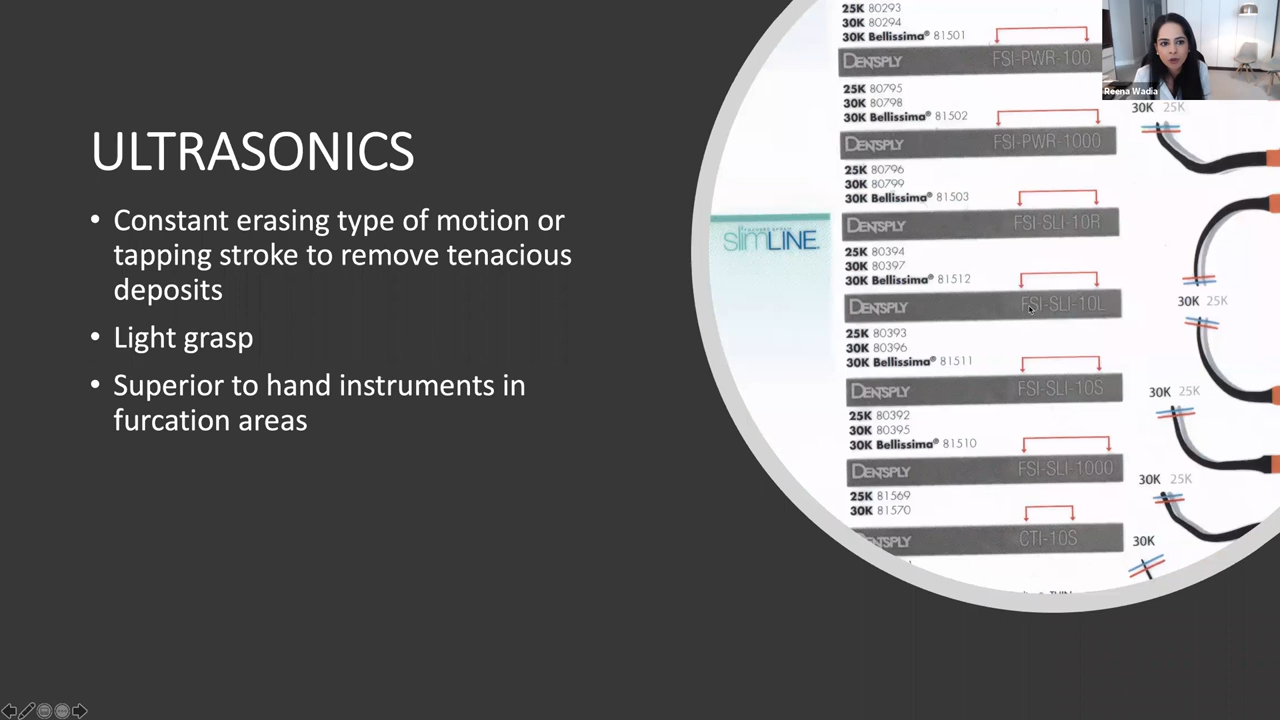 ULTRASONICS
• Constant erasing type of motion or
tapping stroke to remove tenacious
deposits
• Light grasp
• Superior to hand instruments in
furcation areas
slimLINE
25K 80293
30K 80294
30K Bellissima® 81501
DENTSPLY FSI-PWR-100
25K 80795
30K 80798
30K Bellissima® 81502
DENTSPLY FSI-PWR-1000
25K 80796
30K 80799
30K Bellissima® 81503
DENTSPLY FSI-SLI-10R
25K 80394
30K 80397
30K Bellissima® 81512
DENTSPLY FSI-SLI-10L
25K 80393
30K 80396
30K Bellissima® 81511
DENTSPLY FSI-SLI-10S
25K 80392
30K 80395
30K Bellissima® 81510
DENTSPLY FSI-SLI-1000
25K 81569
30K 81570
DENTSPLY CTI-10S
Reena Wadia
30K 25K
30K 25K
30K 25K
30K 25K
30K